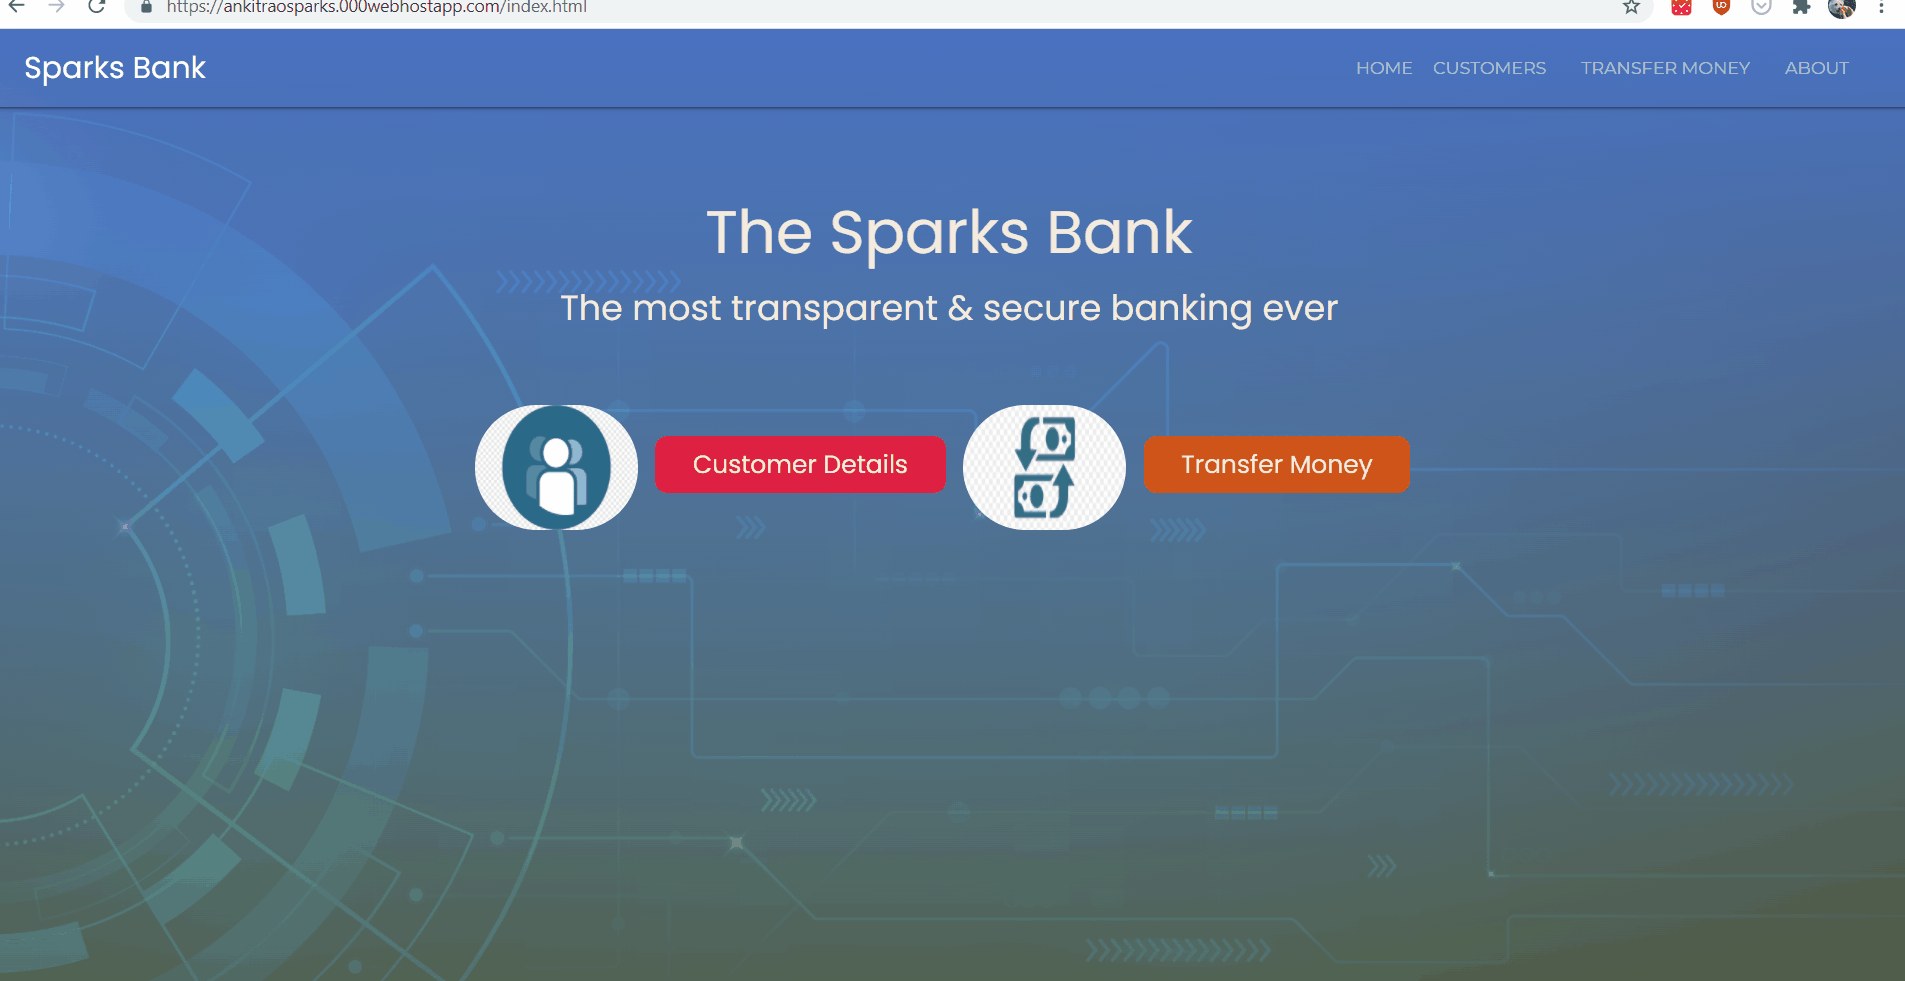 https://ankitraosparks.000webhostapp.com/index.html
Sparks Bank
HOME CUSTOMERS TRANSFER MONEY ABOUT
The Sparks Bank
The most transparent & secure banking ever
Customer Details
Transfer Money